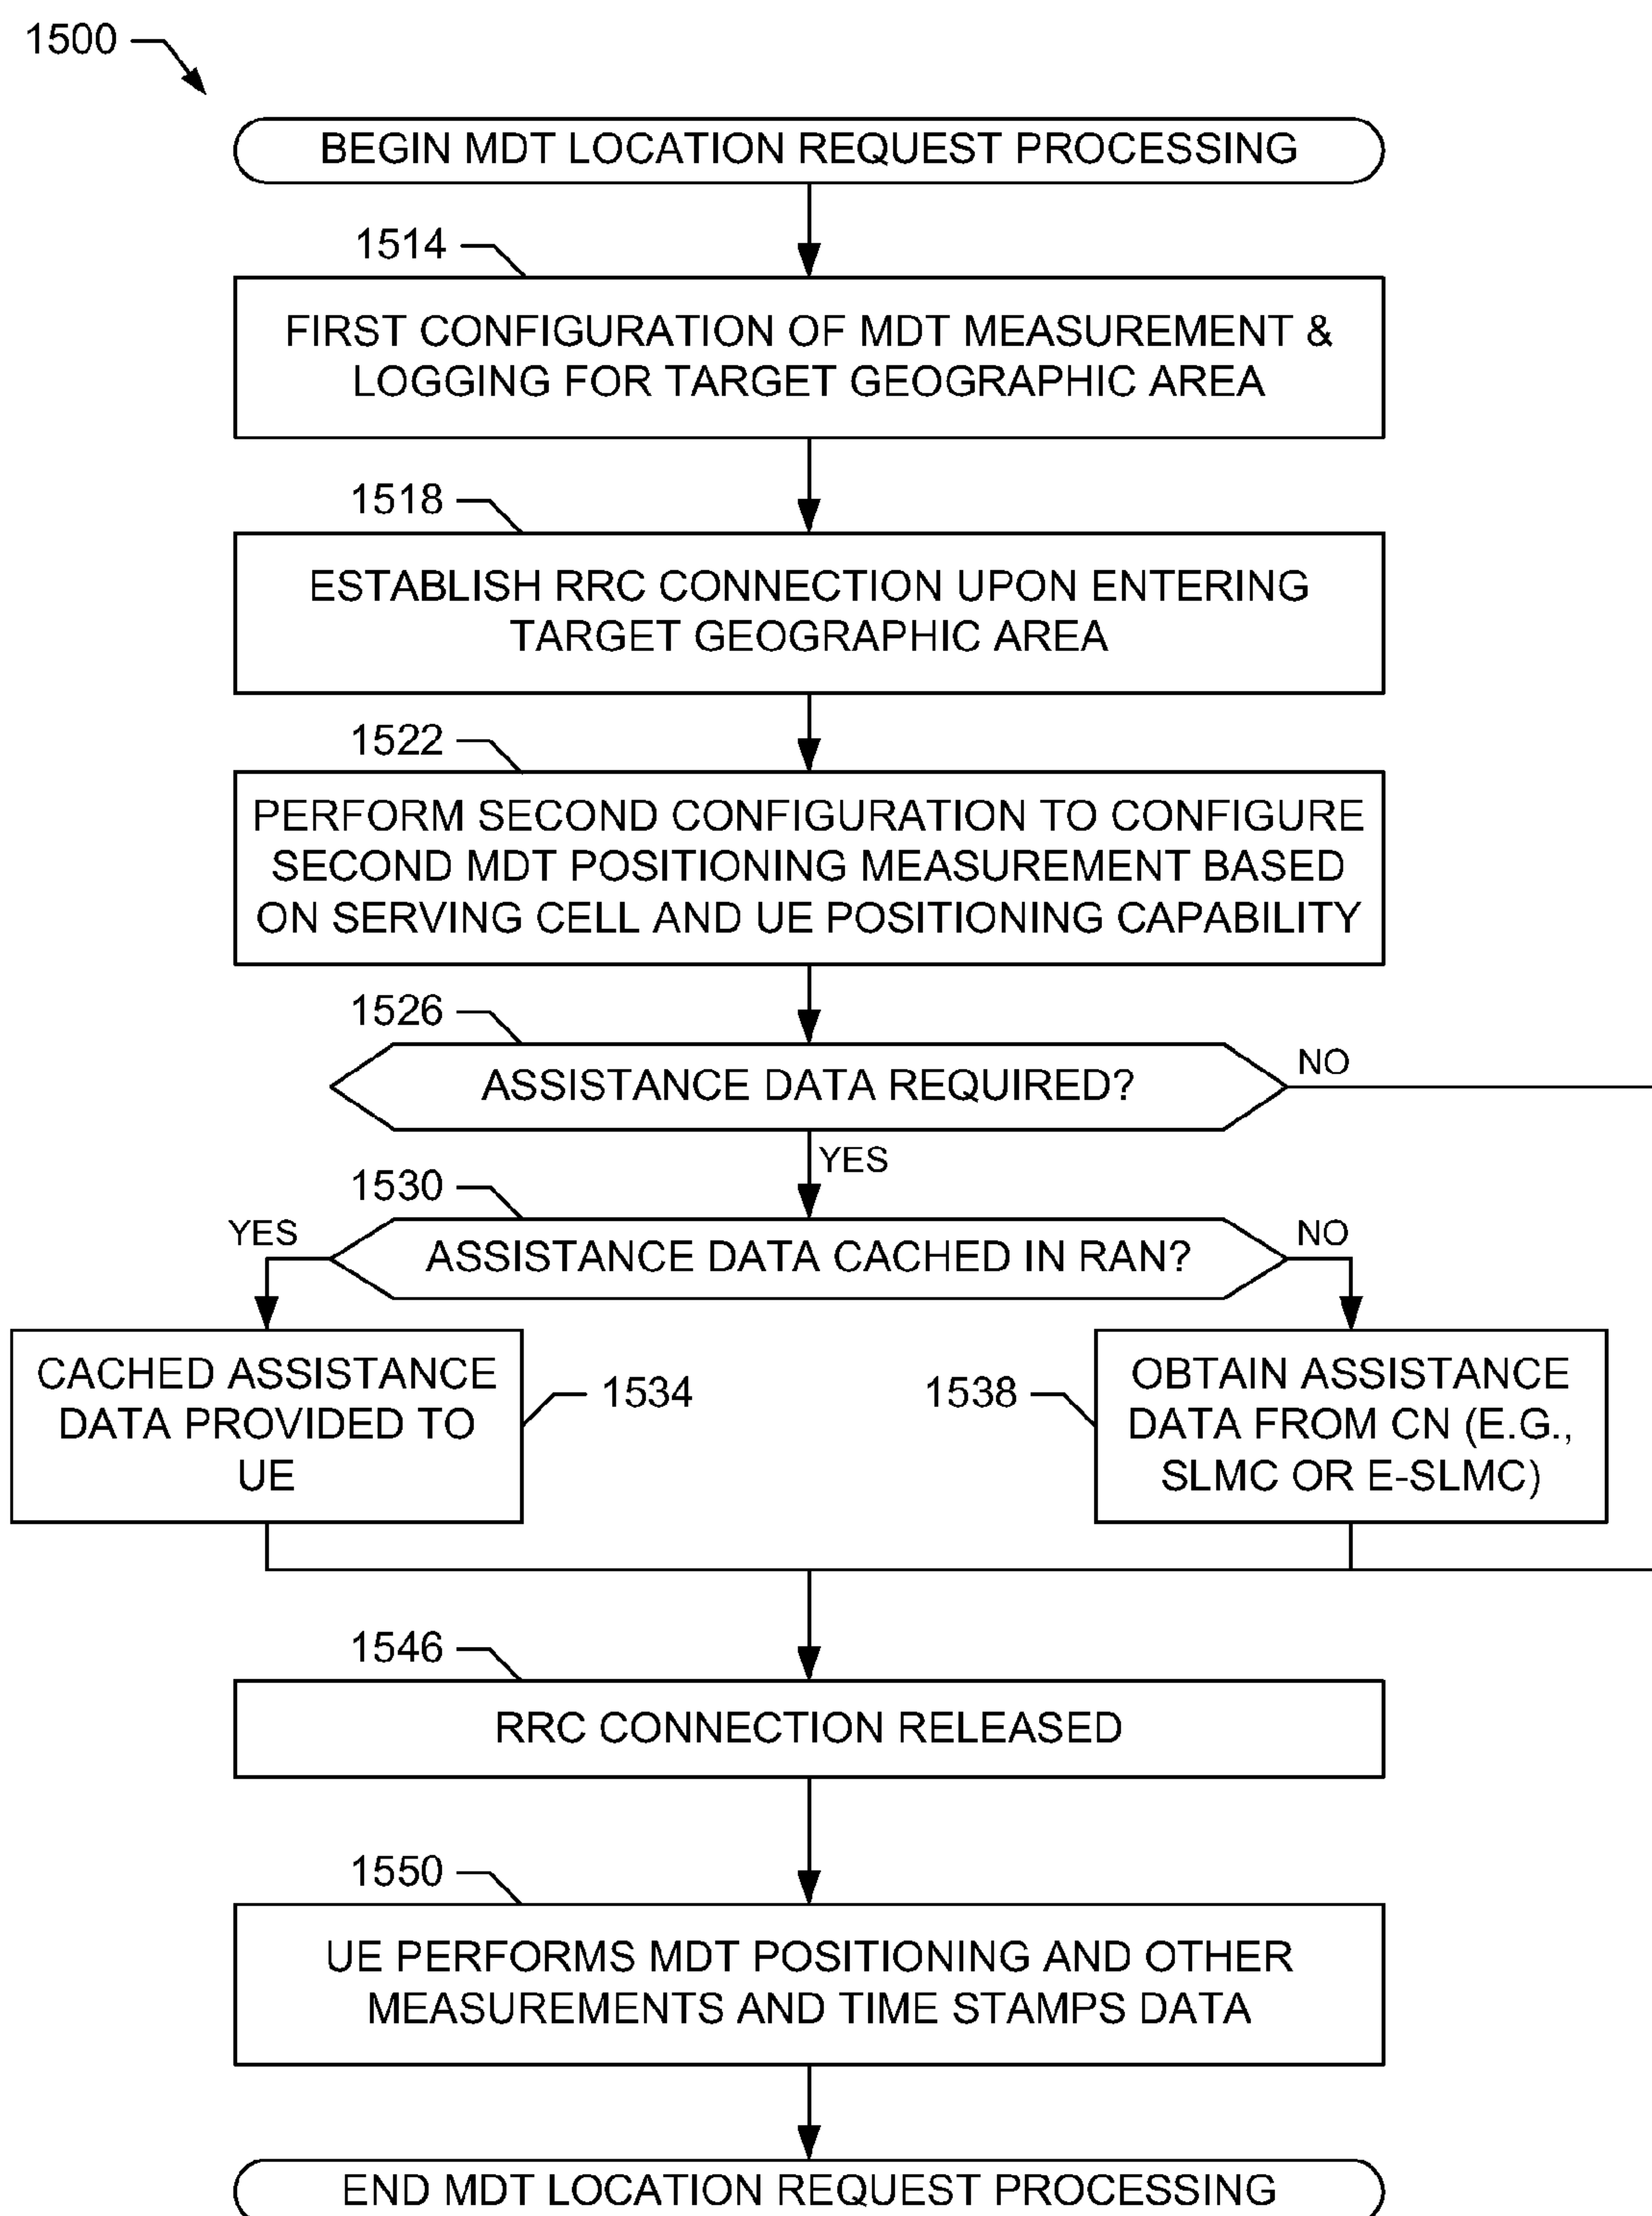 1500
BEGIN MDT LOCATION REQUEST PROCESSING
1514
FIRST CONFIGURATION OF MDT MEASUREMENT &
LOGGING FOR TARGET GEOGRAPHIC AREA
1518
ESTABLISH RRC CONNECTION UPON ENTERING
TARGET GEOGRAPHIC AREA
1522
PERFORM SECOND CONFIGURATION TO CONFIGURE
SECOND MDT POSITIONING MEASUREMENT BASED
ON SERVING CELL AND UE POSITIONING CAPABILITY
1526
ASSISTANCE DATA REQUIRED?
NO
YES
1530
YES
ASSISTANCE DATA CACHED IN RAN?
NO
CACHED ASSISTANCE
DATA PROVIDED TO
UE
1534
1538
OBTAIN ASSISTANCE
DATA FROM CN (E.G.,
SLMC OR E-SLMC)
1546
RRC CONNECTION RELEASED
1550
UE PERFORMS MDT POSITIONING AND OTHER
MEASUREMENTS AND TIME STAMPS DATA
END MDT LOCATION REQUEST PROCESSING